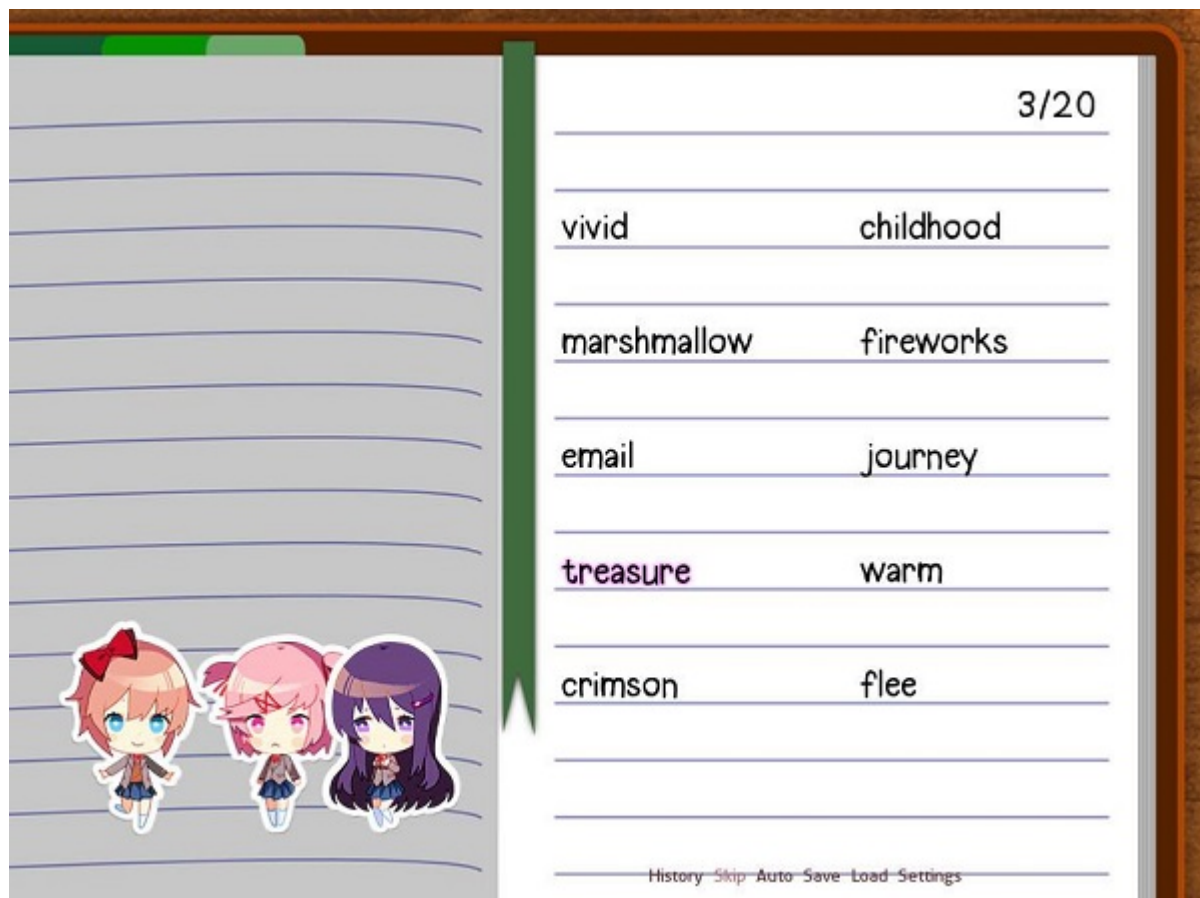 3/20
vivid childhood
marshmallow fireworks
email journey
treasure warm
crimson flee
History Skip Auto Save Load Settings